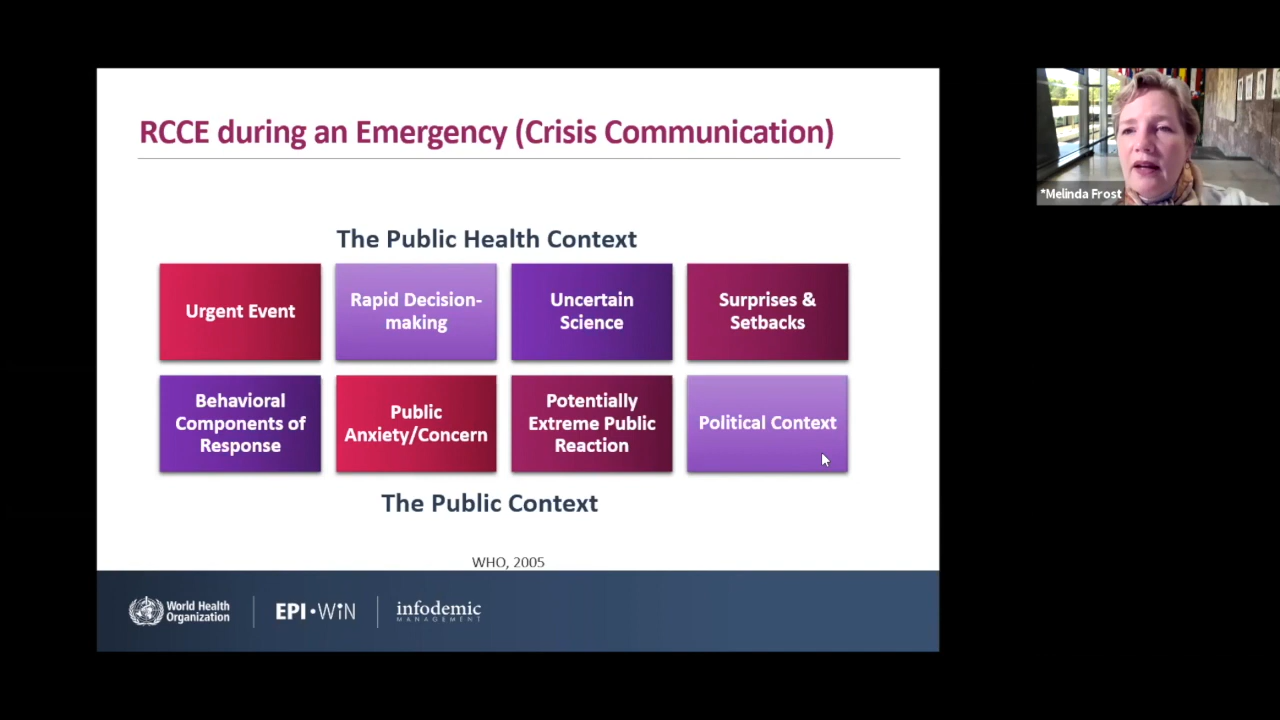 RCCE during an Emergency (Crisis Communication)
The Public Health Context
Urgent Event
Rapid Decision-
making
Uncertain
Science
Surprises &
Setbacks
Behavioral
Components of
Response
Public
Anxiety/Concern
Potentially
Extreme Public
Reaction
Political Context
The Public Context
WHO, 2005
World Health
Organization
EPI•WiN
infodemic
MANAGEMENT
*Melinda Frost